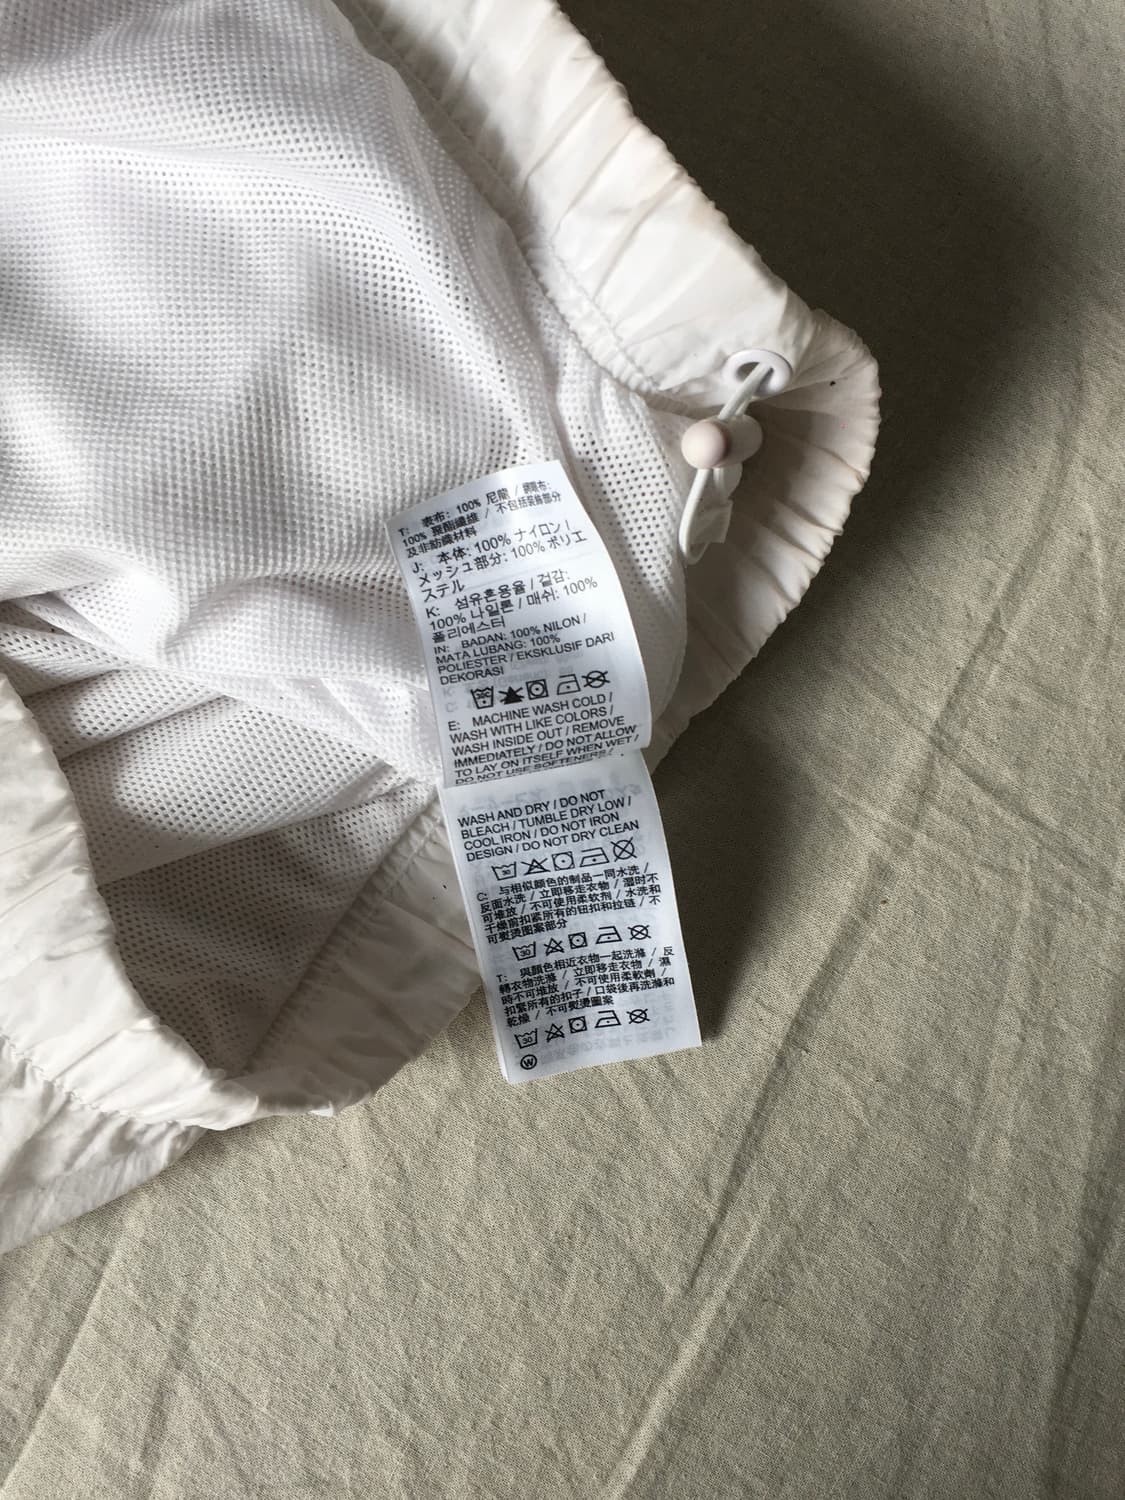 T: 表布: 100% 尼龍 / 網布:
100% 聚酯纖維 / 不包括裝飾部分
及非紡織材料
J: 本体: 100% ナイロン /
メッシュ部分: 100% ポリエ
ステル
K: 섬유혼용율 / 겉감:
100% 나일론 / 매쉬: 100%
폴리에스터
IN: BADAN: 100% NILON /
MATA LUBANG: 100%
POLIESTER / EKSKLUSIF DARI
DEKORASI
E: MACHINE WASH COLD /
WASH WITH LIKE COLORS /
WASH INSIDE OUT / REMOVE
IMMEDIATELY / DO NOT ALLOW
TO LAY ON ITSELF WHEN WET /
DO NOT USE SOFTENERS /
WASH AND DRY / DO NOT
BLEACH / TUMBLE DRY LOW /
COOL IRON / DO NOT IRON
DESIGN / DO NOT DRY CLEAN
30
C: 与相似颜色的制品一同水洗 /
反面水洗 / 立即移走衣物 / 湿时不
可堆放 / 不可使用柔软剂 / 水洗和
干燥前扣紧所有的钮扣和拉链 / 不
可熨烫图案部分
30
T: 與顏色相近衣物一起洗滌 / 反
轉衣物洗滌 / 立即移走衣物 / 濕
時不可堆放 / 不可使用柔軟劑 /
扣緊所有的扣子 / 口袋後再洗滌和
乾燥 / 不可熨燙圖案
30
W